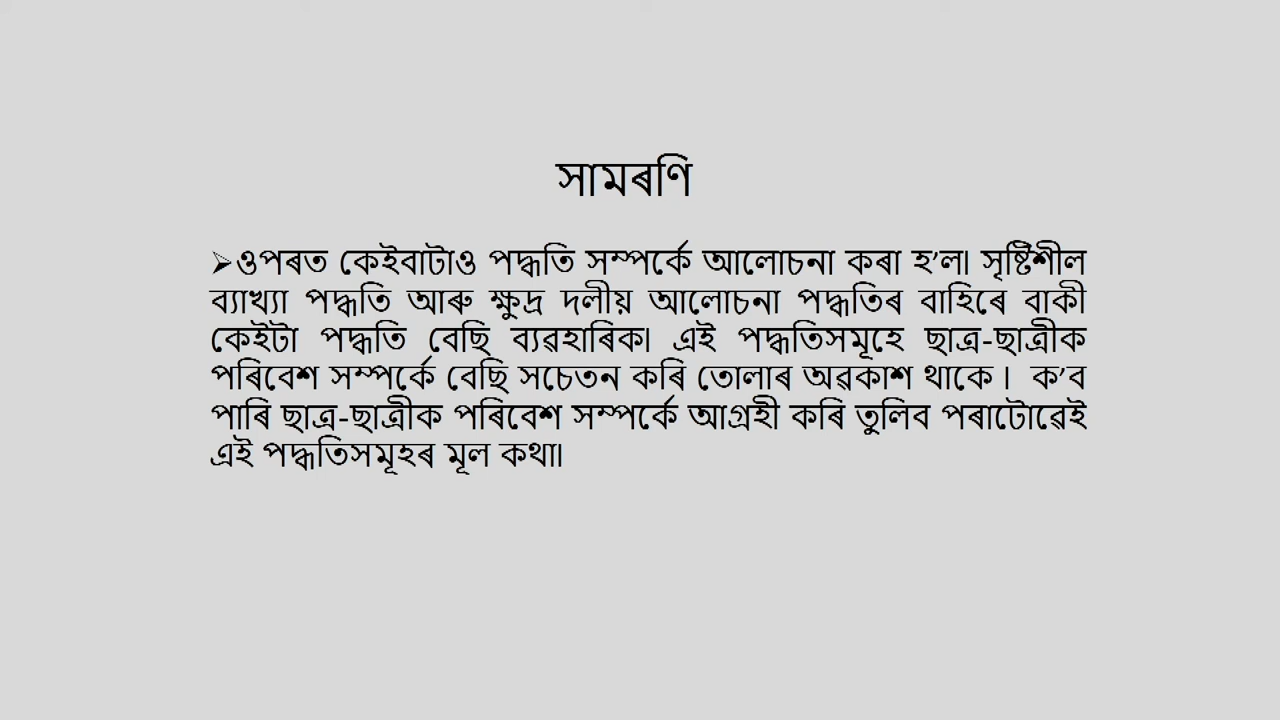 সামৰণি
➢ওপৰত কেইবাটাও পদ্ধতি সম্পৰ্কে আলোচনা কৰা হ’ল৷ সৃষ্টিশীল
ব্যাখ্যা পদ্ধতি আৰু ক্ষুদ্ৰ দলীয় আলোচনা পদ্ধতিৰ বাহিৰে বাকী
কেইটা পদ্ধতি বেছি ব্যৱহাৰিক৷ এই পদ্ধতিসমূহে ছাত্ৰ-ছাত্ৰীক
পৰিবেশ সম্পৰ্কে বেছি সচেতন কৰি তোলাৰ অৱকাশ থাকে । ক’ব
পাৰি ছাত্ৰ-ছাত্ৰীক পৰিবেশ সম্পৰ্কে আগ্ৰহী কৰি তুলিব পৰাটোৱেই
এই পদ্ধতিসমূহৰ মূল কথা৷